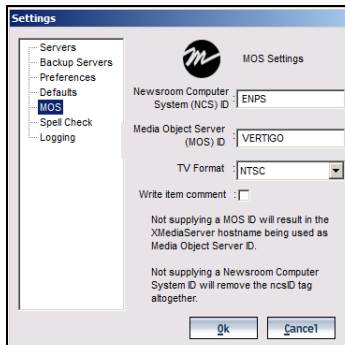 Settings
Servers
Backup Servers
Preferences
Defaults
MOS
Spell Check
Logging
MOS Settings
Newsroom Computer
System (NCS) ID : ENPS
Media Object Server
(MOS) ID : VERTIGO
TV Format : NTSC
Write item comment :
Not supplying a MOS ID will result in the
XMediaServer hostname being used as
Media Object Server ID.
Not supplying a Newsroom Computer
System ID will remove the ncsID tag
altogether.
Ok Cancel